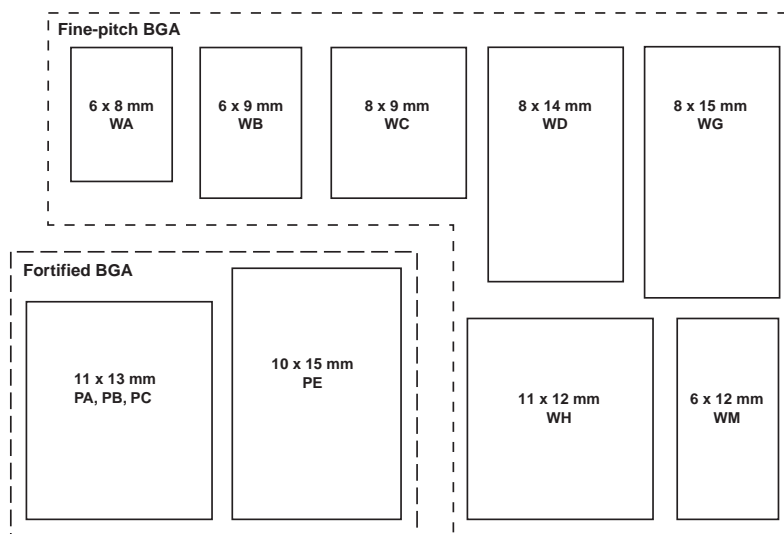 Fine-pitch BGA
6 x 8 mm
WA
6 x 9 mm
WB
8 x 9 mm
WC
8 x 14 mm
WD
8 x 15 mm
WG
Fortified BGA
11 x 13 mm
PA, PB, PC
10 x 15 mm
PE
11 x 12 mm
WH
6 x 12 mm
WM